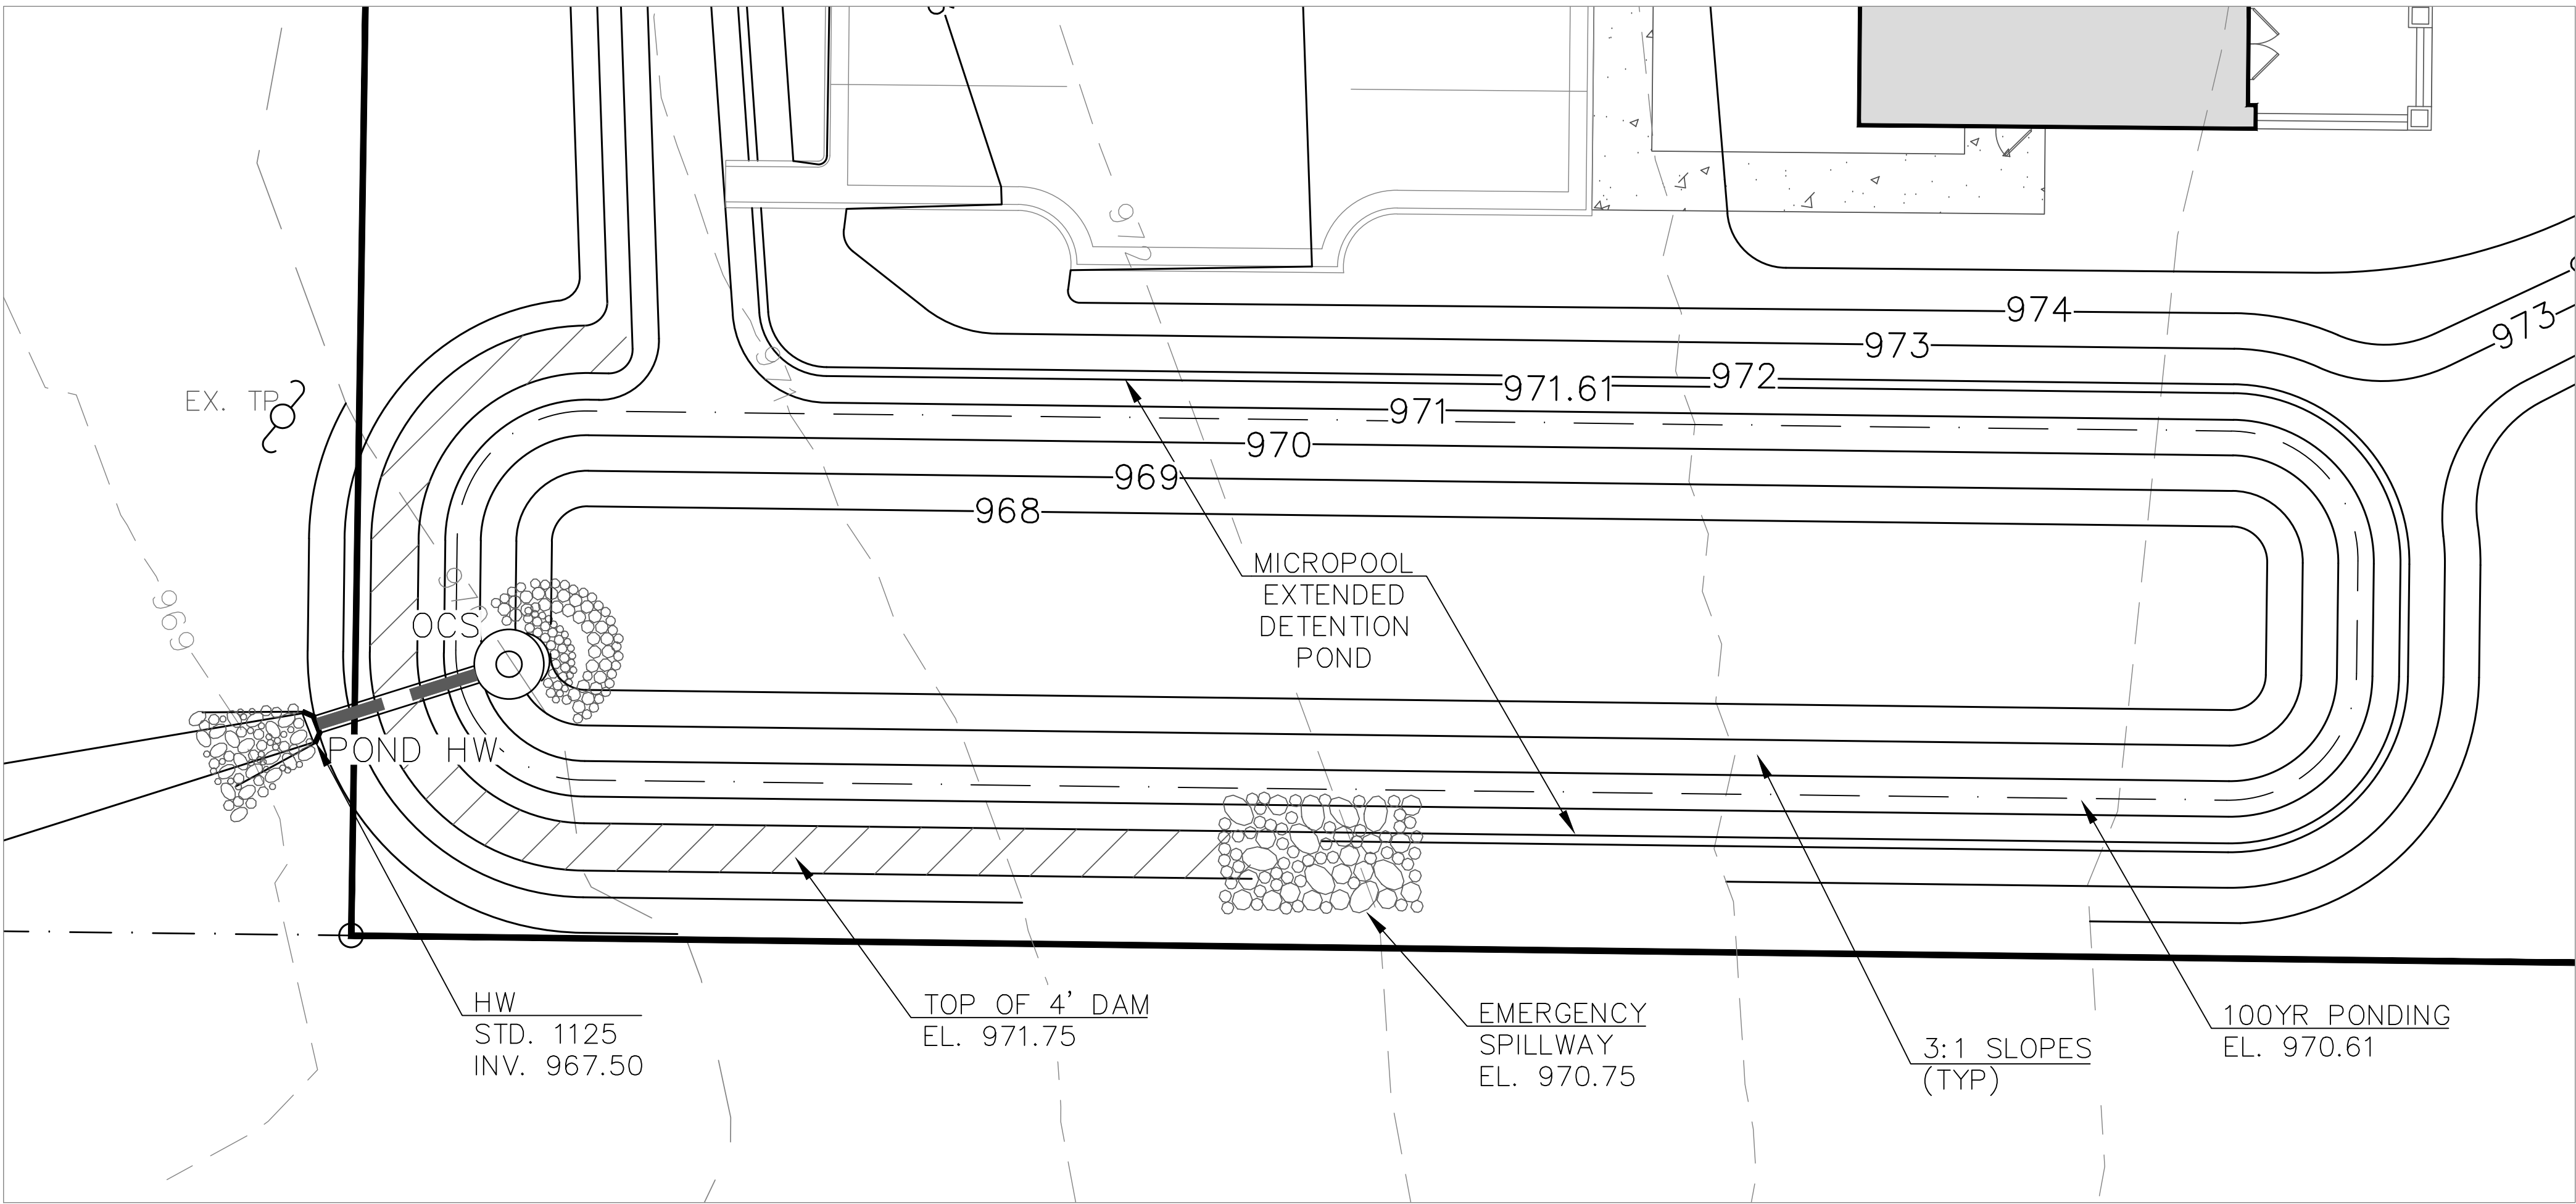 972
974
973
973
972
971.61
971
970
969
968
EX. TP
971
969
970
OCS
MICROPOOL
EXTENDED
DETENTION
POND
POND HW
HW
STD. 1125
INV. 967.50
TOP OF 4' DAM
EL. 971.75
EMERGENCY
SPILLWAY
EL. 970.75
3:1 SLOPES
(TYP)
100YR PONDING
EL. 970.61